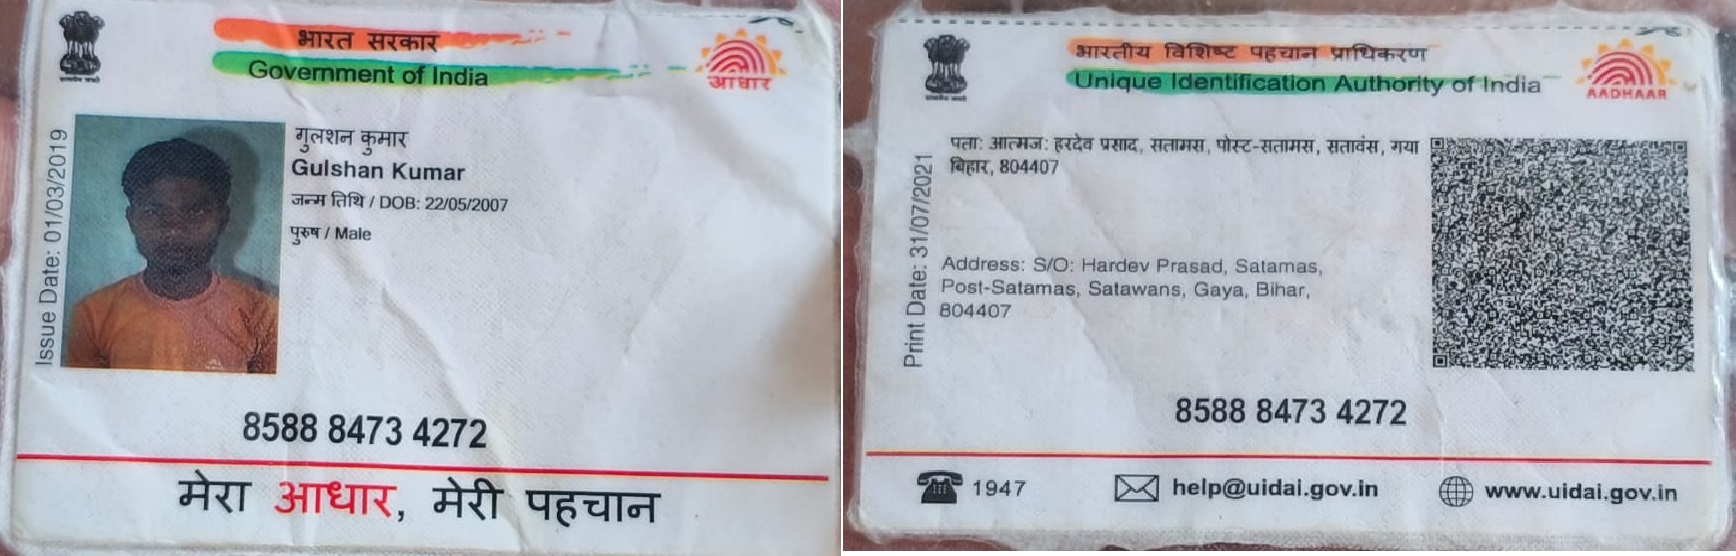 भारत सरकार
Government of India
आधार
Issue Date: 01/03/2019
गुलशन कुमार
Gulshan Kumar
जन्म तिथि / DOB: 22/05/2007
पुरुष / Male
8588 8473 4272
मेरा आधार, मेरी पहचान
भारतीय विशिष्ट पहचान प्राधिकरण
Unique Identification Authority of India
AADHAAR
Print Date: 31/07/2021
पता: आत्मज: हरदेव प्रसाद, सतामस, पोस्ट-सतामस, सतावंस, गया
बिहार, 804407
Address: S/O: Hardev Prasad, Satamas,
Post-Satamas, Satawans, Gaya, Bihar,
804407
8588 8473 4272
1947
help@uidai.gov.in
www.uidai.gov.in